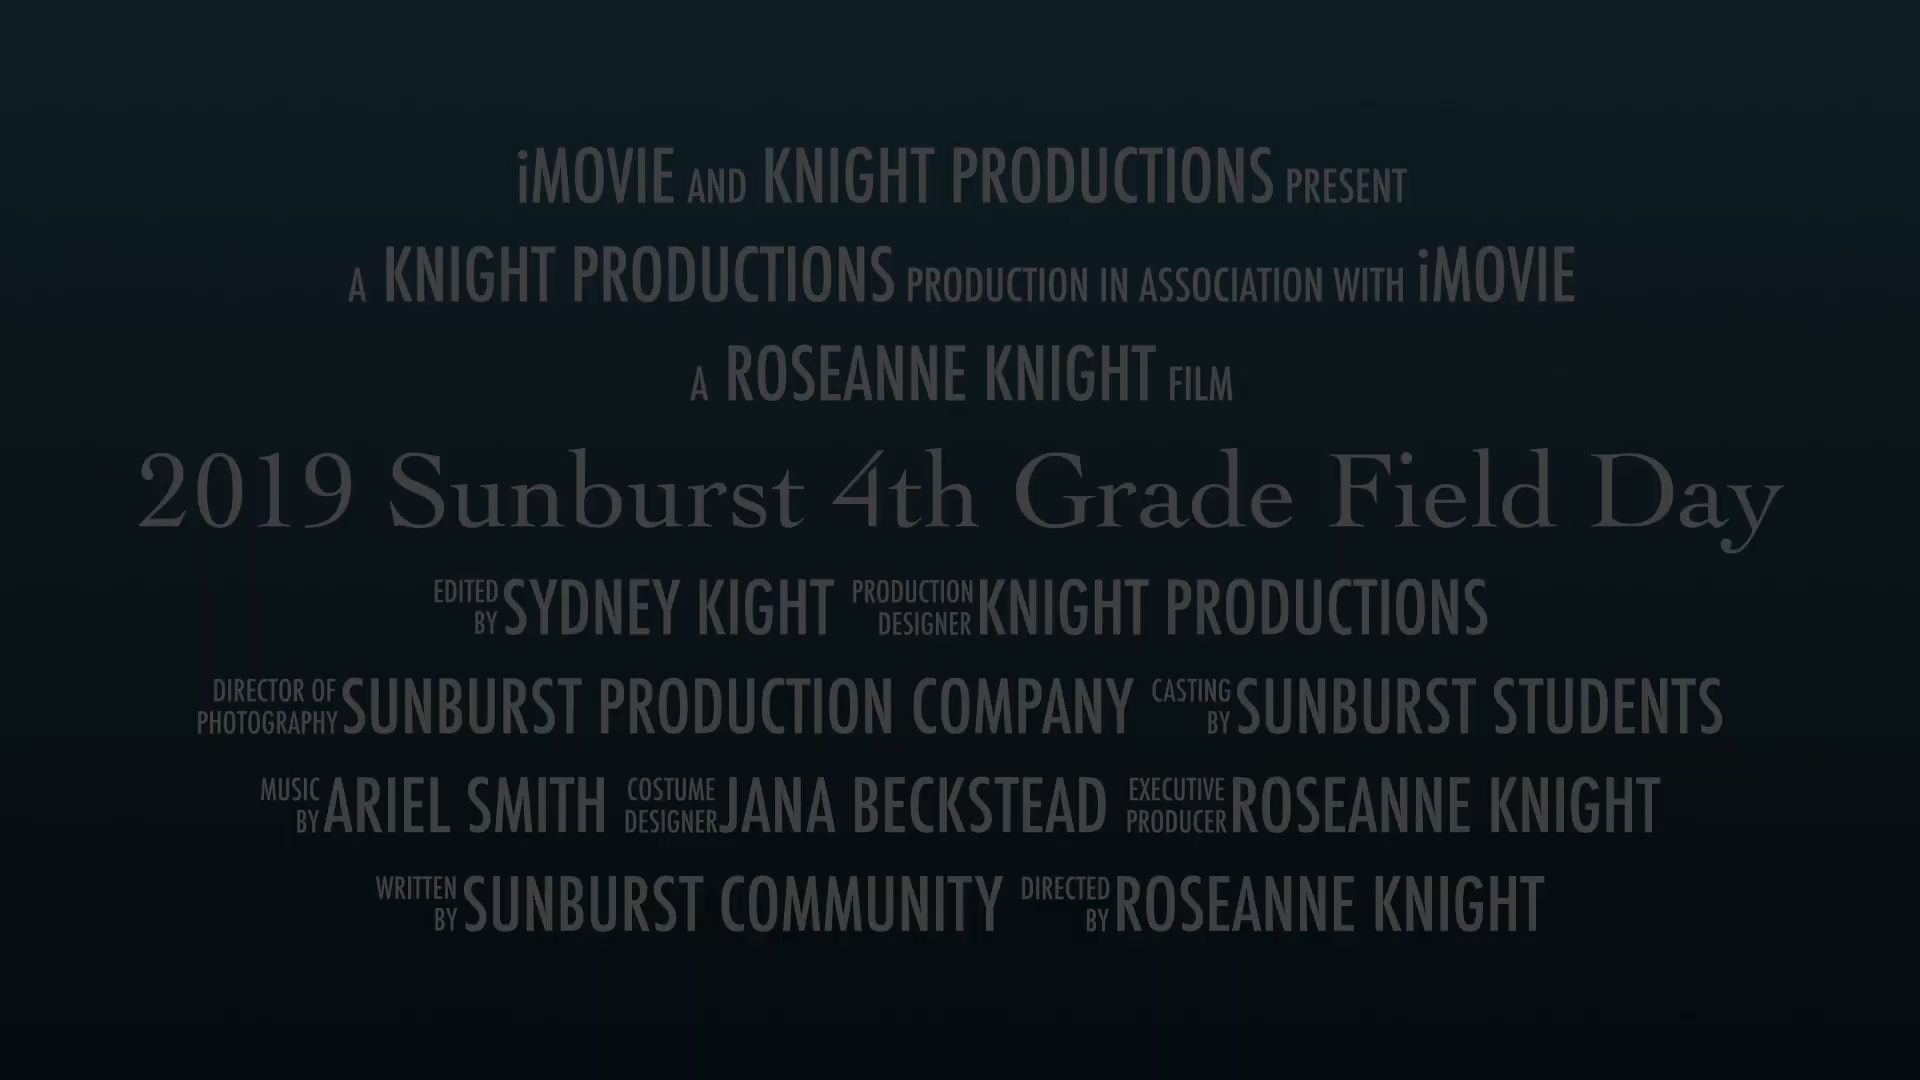 iMOVIE AND KNIGHT PRODUCTIONS PRESENT
A KNIGHT PRODUCTIONS PRODUCTION IN ASSOCIATION WITH iMOVIE
A ROSEANNE KNIGHT FILM
2019 Sunburst 4th Grade Field Day
EDITED BY SYDNEY KIGHT PRODUCTION DESIGNER KNIGHT PRODUCTIONS
DIRECTOR OF PHOTOGRAPHY SUNBURST PRODUCTION COMPANY CASTING BY SUNBURST STUDENTS
MUSIC BY ARIEL SMITH COSTUME DESIGNER JANA BECKSTEAD EXECUTIVE PRODUCER ROSEANNE KNIGHT
WRITTEN BY SUNBURST COMMUNITY DIRECTED BY ROSEANNE KNIGHT